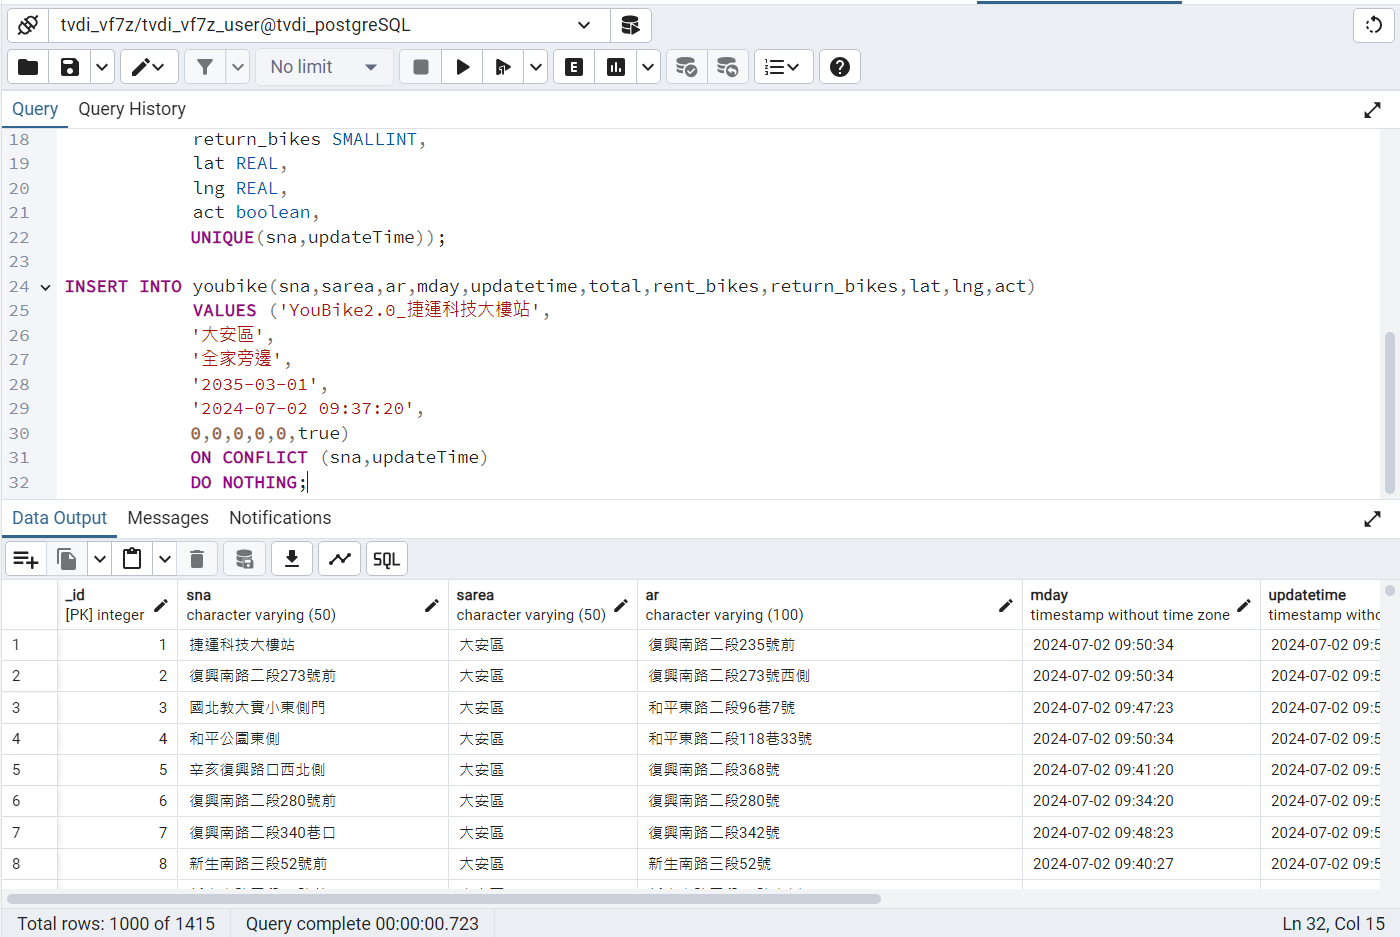 tvdi_vf7z/tvdi_vf7z_user@tvdi_postgreSQL
No limit
Query Query History
18 return_bikes SMALLINT,
19 lat REAL,
20 lng REAL,
21 act boolean,
22 UNIQUE(sna,updateTime));
23
24 INSERT INTO youbike(sna,sarea,ar,mday,updatetime,total,rent_bikes,return_bikes,lat,lng,act)
25 VALUES ('YouBike2.0_捷運科技大樓站',
26 '大安區',
27 '全家旁邊',
28 '2035-03-01',
29 '2024-07-02 09:37:20',
30 0,0,0,0,0,true)
31 ON CONFLICT (sna,updateTime)
32 DO NOTHING;
Data Output Messages Notifications
SQL
_id sna sarea ar mday updatetime
[PK] integer character varying (50) character varying (50) character varying (100) timestamp without time zone timestamp witho
1 1 捷運科技大樓站 大安區 復興南路二段235號前 2024-07-02 09:50:34 2024-07-02 09:5
2 2 復興南路二段273號前 大安區 復興南路二段273號西側 2024-07-02 09:50:34 2024-07-02 09:5
3 3 國北教大實小東側門 大安區 和平東路二段96巷7號 2024-07-02 09:47:23 2024-07-02 09:5
4 4 和平公園東側 大安區 和平東路二段118巷33號 2024-07-02 09:50:34 2024-07-02 09:5
5 5 辛亥復興路口西北側 大安區 復興南路二段368號 2024-07-02 09:41:20 2024-07-02 09:5
6 6 復興南路二段280號前 大安區 復興南路二段280號 2024-07-02 09:34:20 2024-07-02 09:5
7 7 復興南路二段340巷口 大安區 復興南路二段342號 2024-07-02 09:48:23 2024-07-02 09:5
8 8 新生南路三段52號前 大安區 新生南路三段52號 2024-07-02 09:40:27 2024-07-02 09:5
Total rows: 1000 of 1415 Query complete 00:00:00.723 Ln 32, Col 15